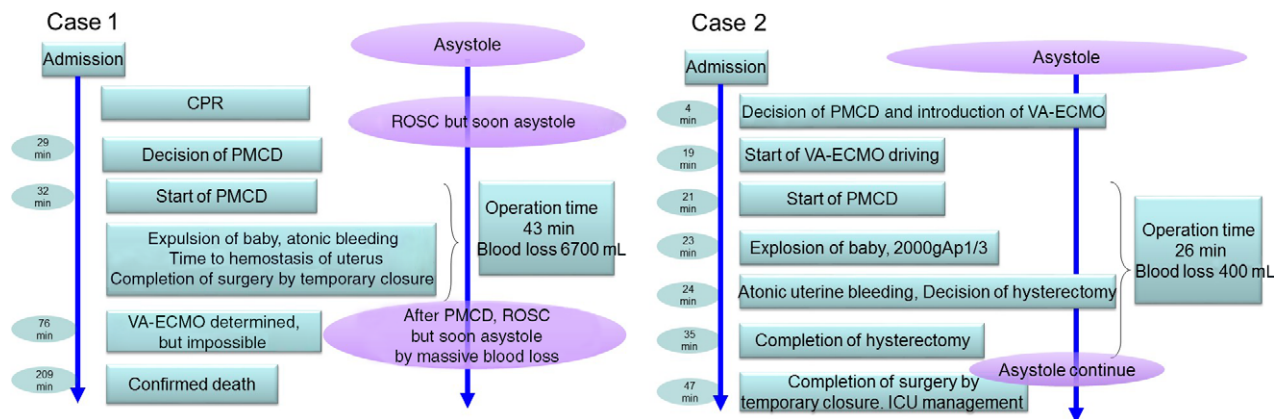 Case 1
Admission
Asystole
CPR
ROSC but soon asystole
29
min
Decision of PMCD
32
min
Start of PMCD
Operation time
43 min
Blood loss 6700 mL
Expulsion of baby, atonic bleeding
Time to hemostasis of uterus
Completion of surgery by temporary closure
76
min
VA-ECMO determined,
but impossible
After PMCD, ROSC
but soon asystole
by massive blood loss
209
min
Confirmed death
Case 2
Admission
Asystole
4
min
Decision of PMCD and introduction of VA-ECMO
19
min
Start of VA-ECMO driving
21
min
Start of PMCD
23
min
Explosion of baby, 2000gAp1/3
Operation time
26 min
Blood loss 400 mL
24
min
Atonic uterine bleeding, Decision of hysterectomy
35
min
Completion of hysterectomy
Asystole continue
47
min
Completion of surgery by
temporary closure. ICU management